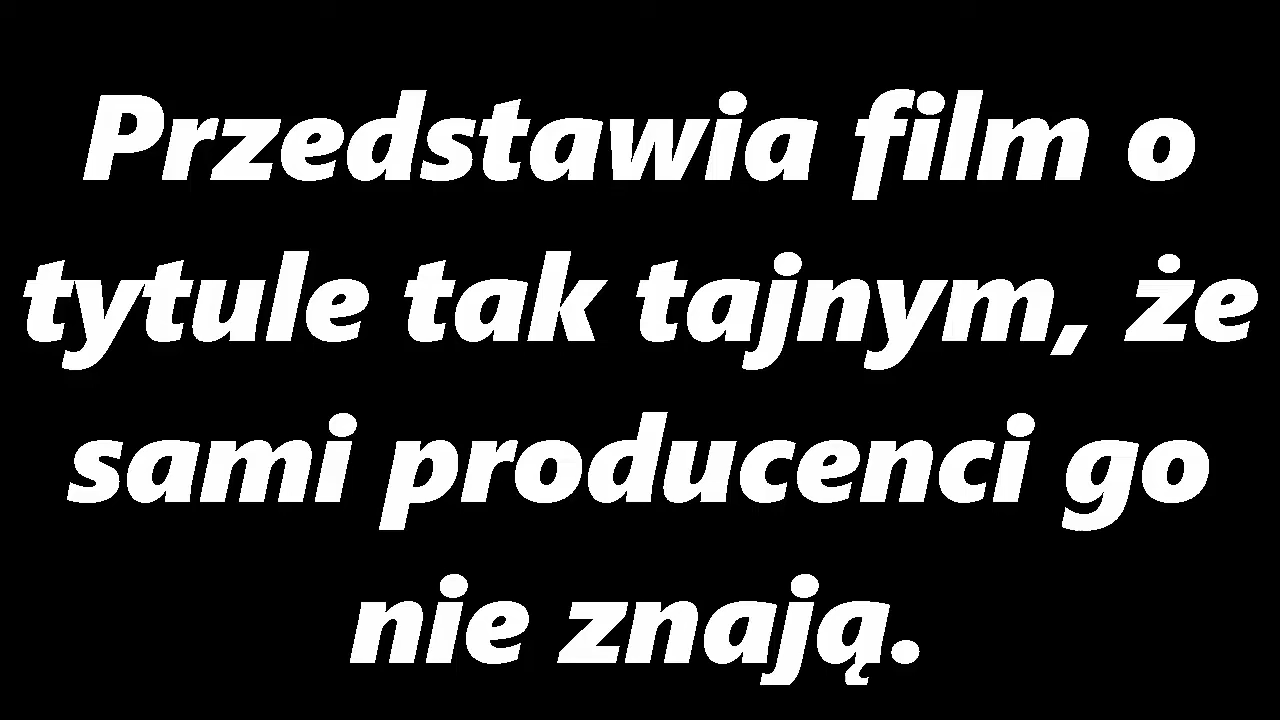 Przedstawia film o
tytule tak tajnym, że
sami producenci go
nie znają.